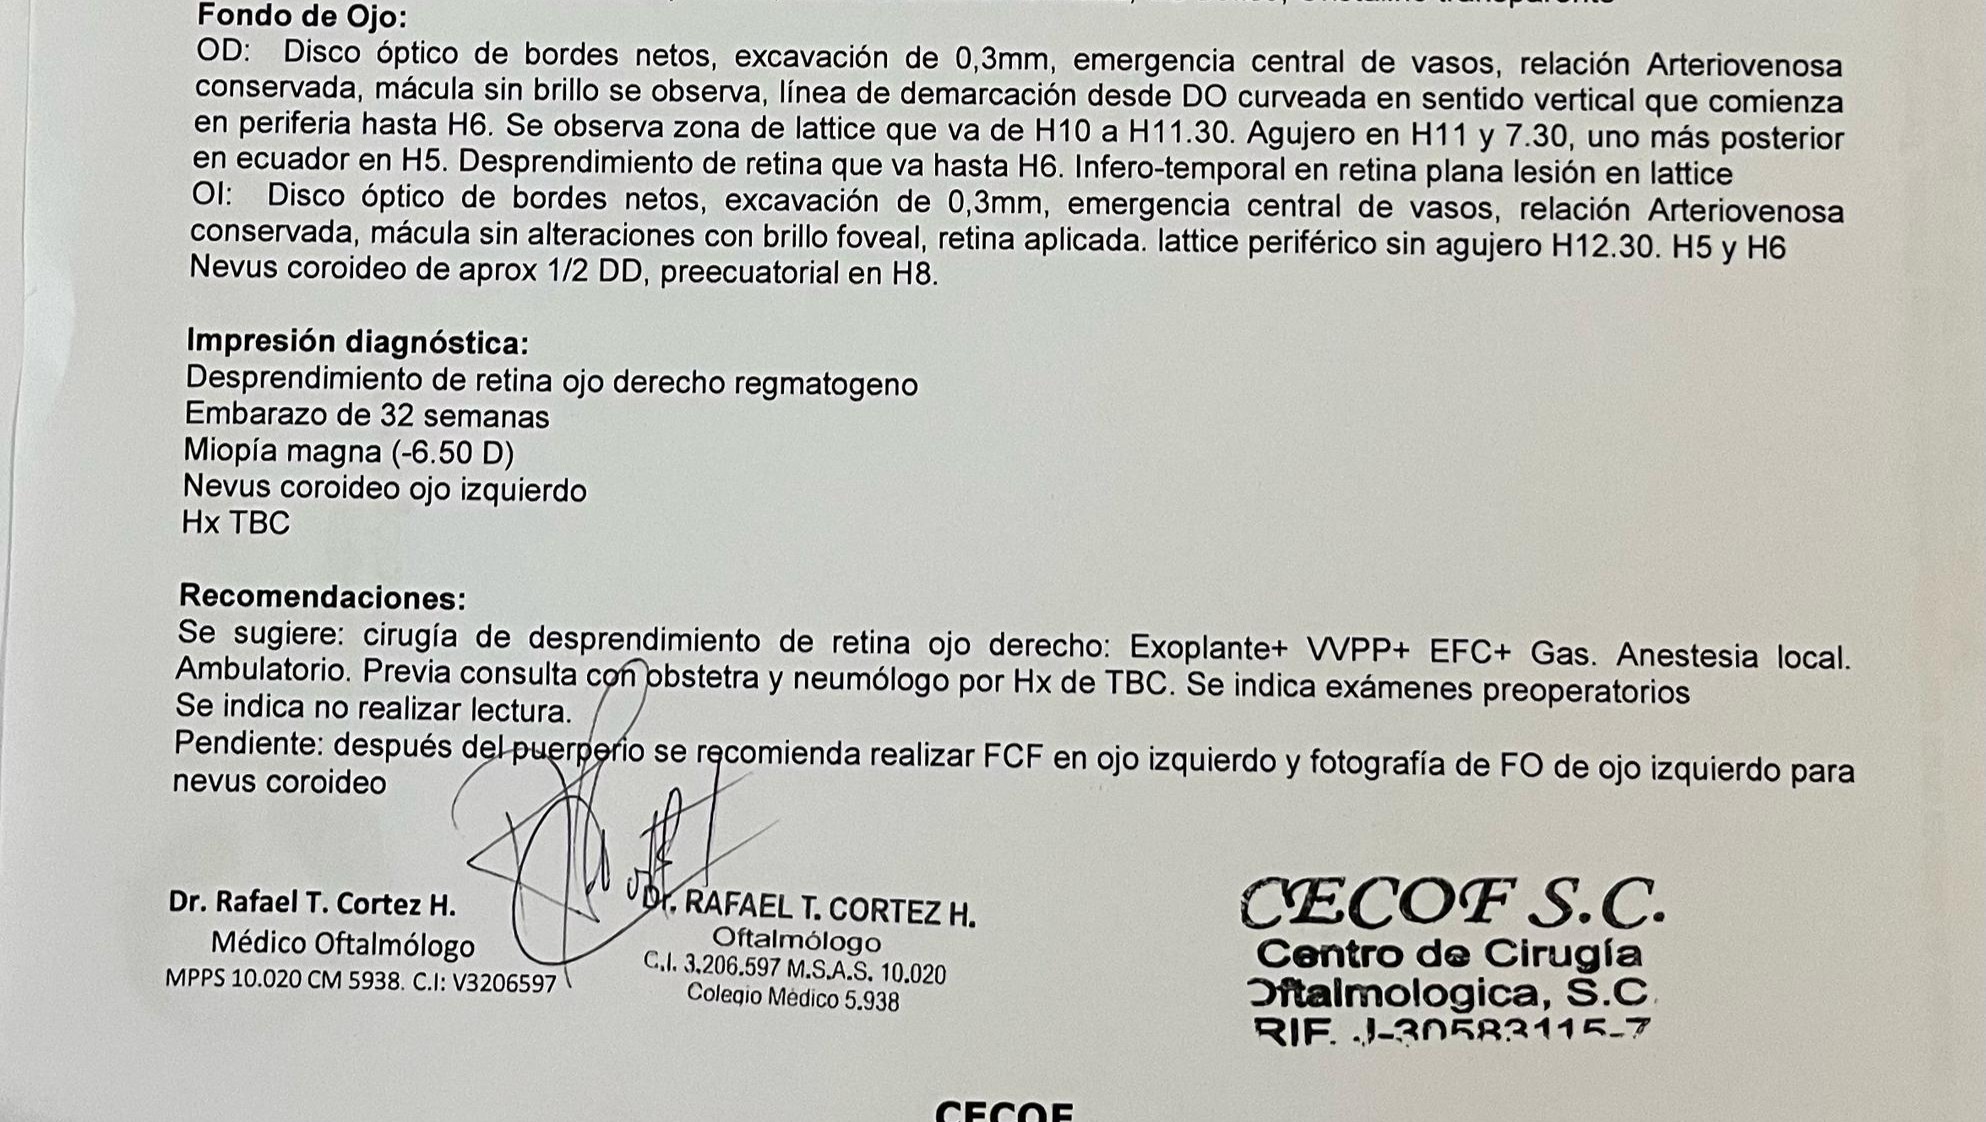 Fondo de Ojo:
OD: Disco óptico de bordes netos, excavación de 0,3mm, emergencia central de vasos, relación Arteriovenosa
conservada, mácula sin brillo se observa, línea de demarcación desde DO curveada en sentido vertical que comienza
en periferia hasta H6. Se observa zona de lattice que va de H10 a H11.30. Agujero en H11 y 7.30, uno más posterior
en ecuador en H5. Desprendimiento de retina que va hasta H6. Infero-temporal en retina plana lesión en lattice
OI: Disco óptico de bordes netos, excavación de 0,3mm, emergencia central de vasos, relación Arteriovenosa
conservada, mácula sin alteraciones con brillo foveal, retina aplicada. lattice periférico sin agujero H12.30. H5 y H6
Nevus coroideo de aprox 1/2 DD, preecuatorial en H8.
Impresión diagnóstica:
Desprendimiento de retina ojo derecho regmatogeno
Embarazo de 32 semanas
Miopía magna (-6.50 D)
Nevus coroideo ojo izquierdo
Hx TBC
Recomendaciones:
Se sugiere: cirugía de desprendimiento de retina ojo derecho: Exoplante+ VVPP+ EFC+ Gas. Anestesia local.
Ambulatorio. Previa consulta con obstetra y neumólogo por Hx de TBC. Se indica exámenes preoperatorios
Se indica no realizar lectura.
Pendiente: después del puerperio se recomienda realizar FCF en ojo izquierdo y fotografía de FO de ojo izquierdo para
nevus coroideo
Dr. Rafael T. Cortez H.
Médico Oftalmólogo
MPPS 10.020 CM 5938. C.I: V3206597
Dr. RAFAEL T. CORTEZ H.
Oftalmólogo
C.I. 3.206.597 M.S.A.S. 10.020
Colegio Médico 5.938
CECOF S.C.
Centro de Cirugía
Oftalmologica, S.C.
RIF. J-30583115-7
CECOF